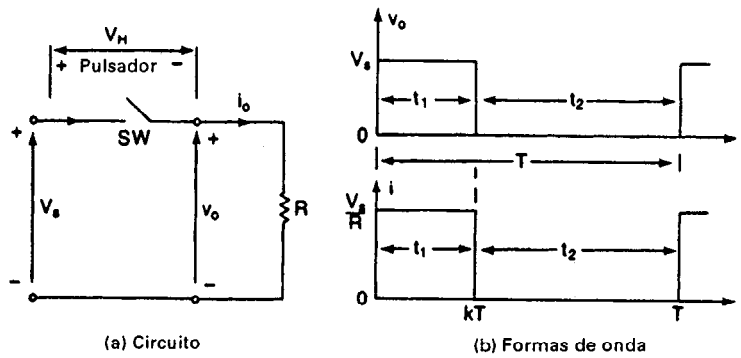 V_H
+ Pulsador −
i_o
+ SW +
V_s v_o R
− −
(a) Circuito
v_o
V_s
t_1 t_2
0
T
V_s/R i
t_1 t_2
0
kT T
(b) Formas de onda